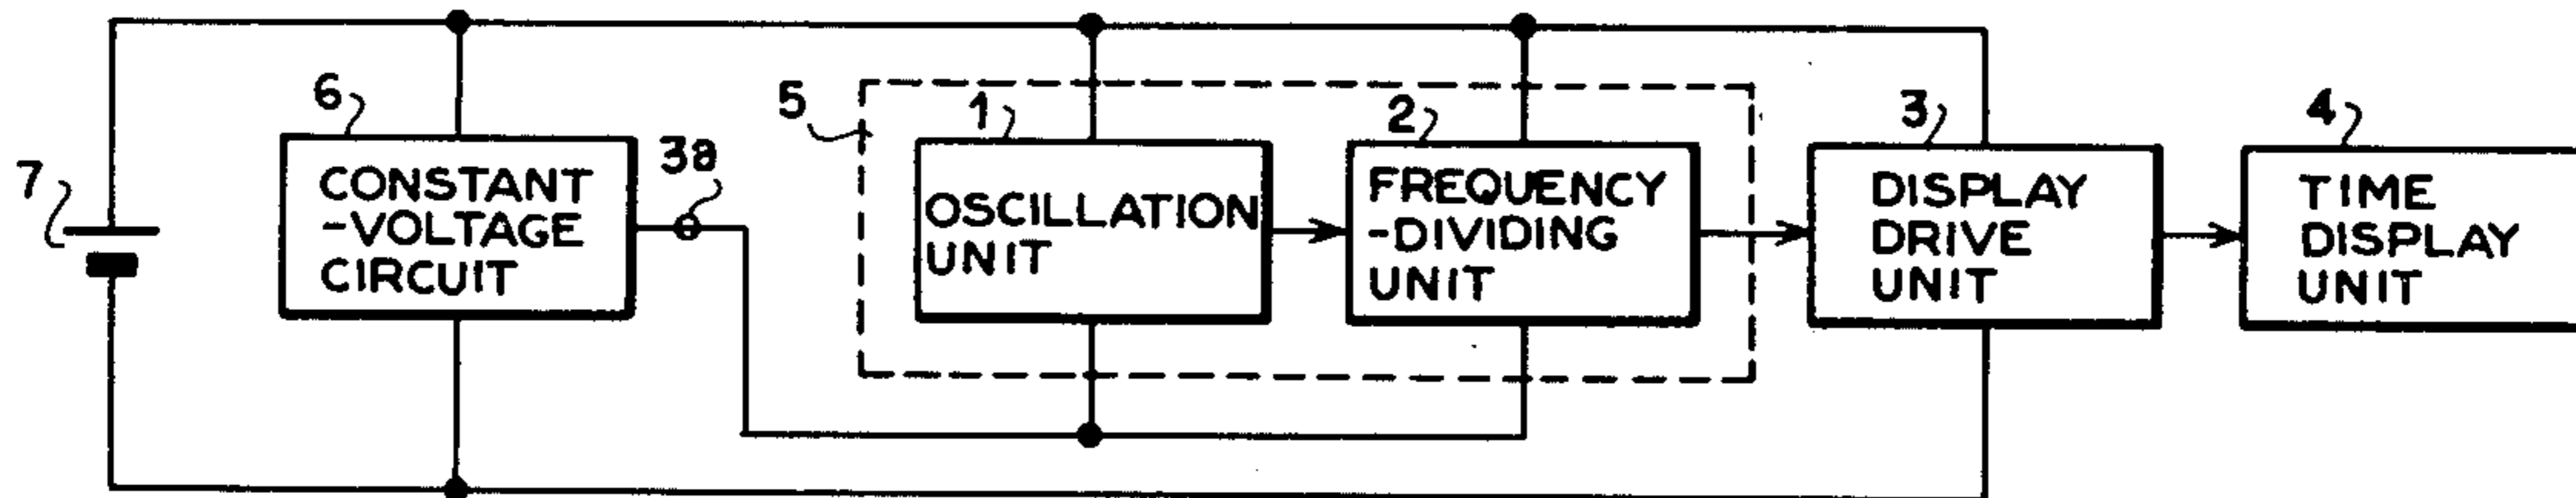 6
5
1
2
3
4
7
3a
CONSTANT
-VOLTAGE
CIRCUIT
OSCILLATION
UNIT
FREQUENCY
-DIVIDING
UNIT
DISPLAY
DRIVE
UNIT
TIME
DISPLAY
UNIT